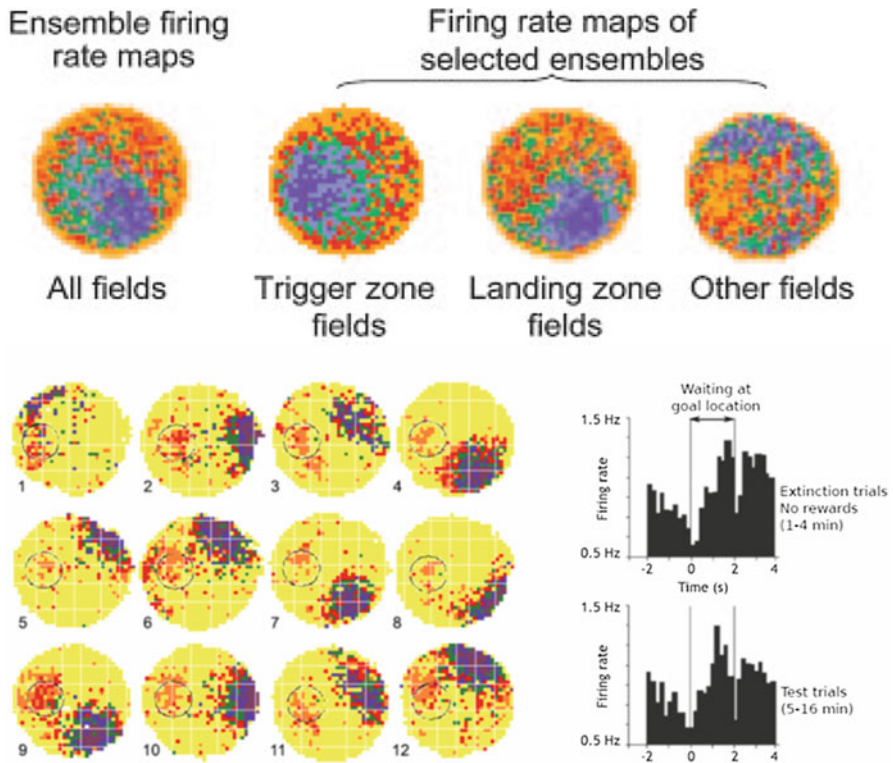 Ensemble firing
rate maps
Firing rate maps of
selected ensembles
All fields
Trigger zone
fields
Landing zone
fields
Other fields
1
2
3
4
5
6
7
8
9
10
11
12
Waiting at
goal location
1.5 Hz
Firing rate
0.5 Hz
-2
0
2
4
Time (s)
Extinction trials
No rewards
(1-4 min)
1.5 Hz
Firing rate
0.5 Hz
-2
0
2
4
Test trials
(5-16 min)